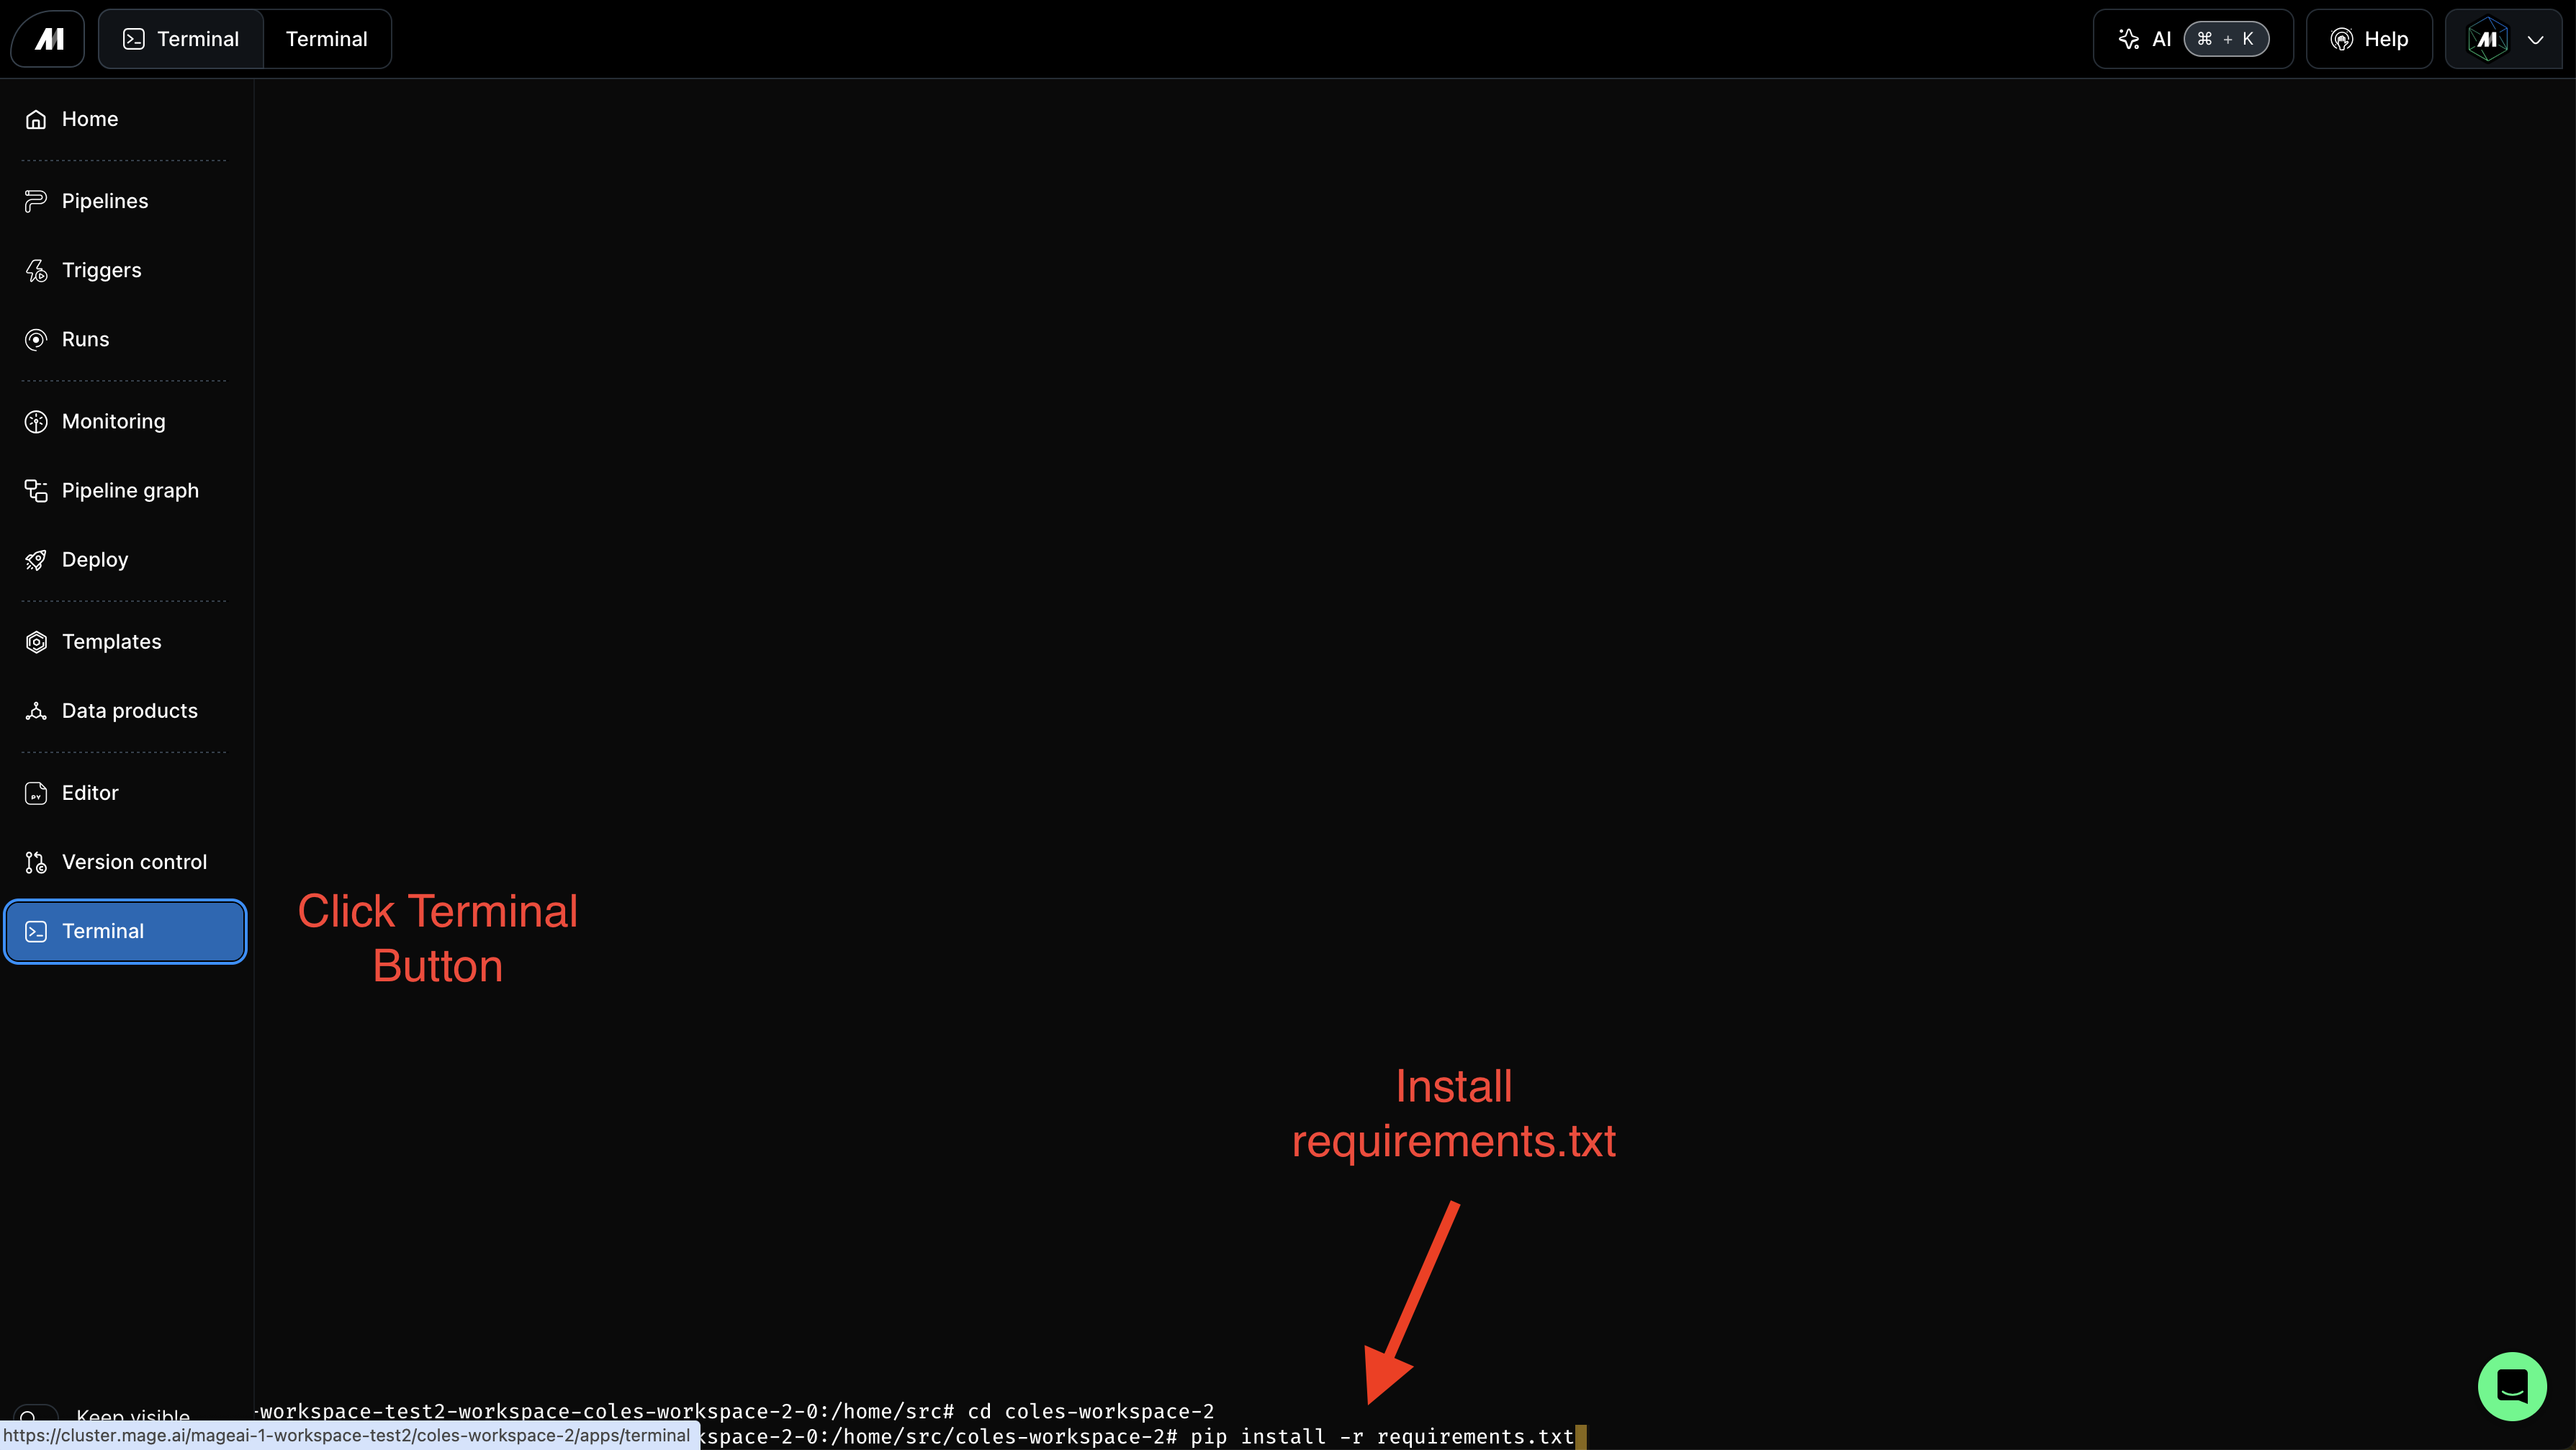 Terminal
Terminal
AI
⌘ + K
Help
Home
Pipelines
Triggers
Runs
Monitoring
Pipeline graph
Deploy
Templates
Data products
Editor
Version control
Terminal
Click Terminal
Button
Install
requirements.txt
Keep visible
-workspace-test2-workspace-coles-workspace-2-0:/home/src# cd coles-workspace-2
https://cluster.mage.ai/mageai-1-workspace-test2/coles-workspace-2/apps/terminal
kspace-2-0:/home/src/coles-workspace-2# pip install -r requirements.txt